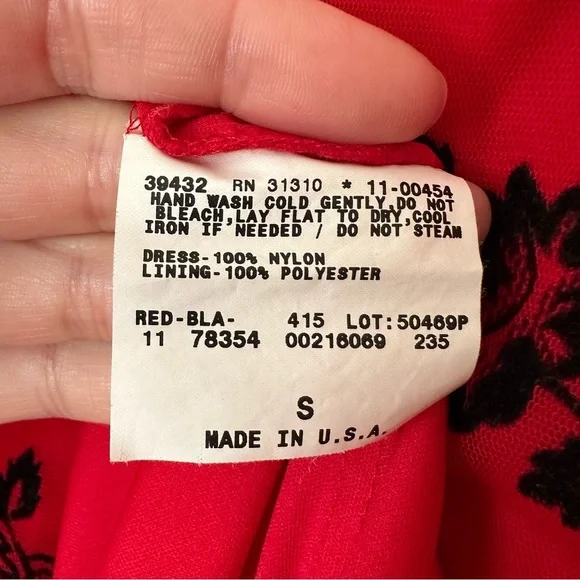 39432 RN 31310 * 11-00454
HAND WASH COLD GENTLY,DO NOT
BLEACH,LAY FLAT TO DRY,COOL
IRON IF NEEDED / DO NOT STEAM
DRESS-100% NYLON
LINING-100% POLYESTER
RED-BLA- 415 LOT:50469P
11 78354 00216069 235
S
MADE IN U.S.A.